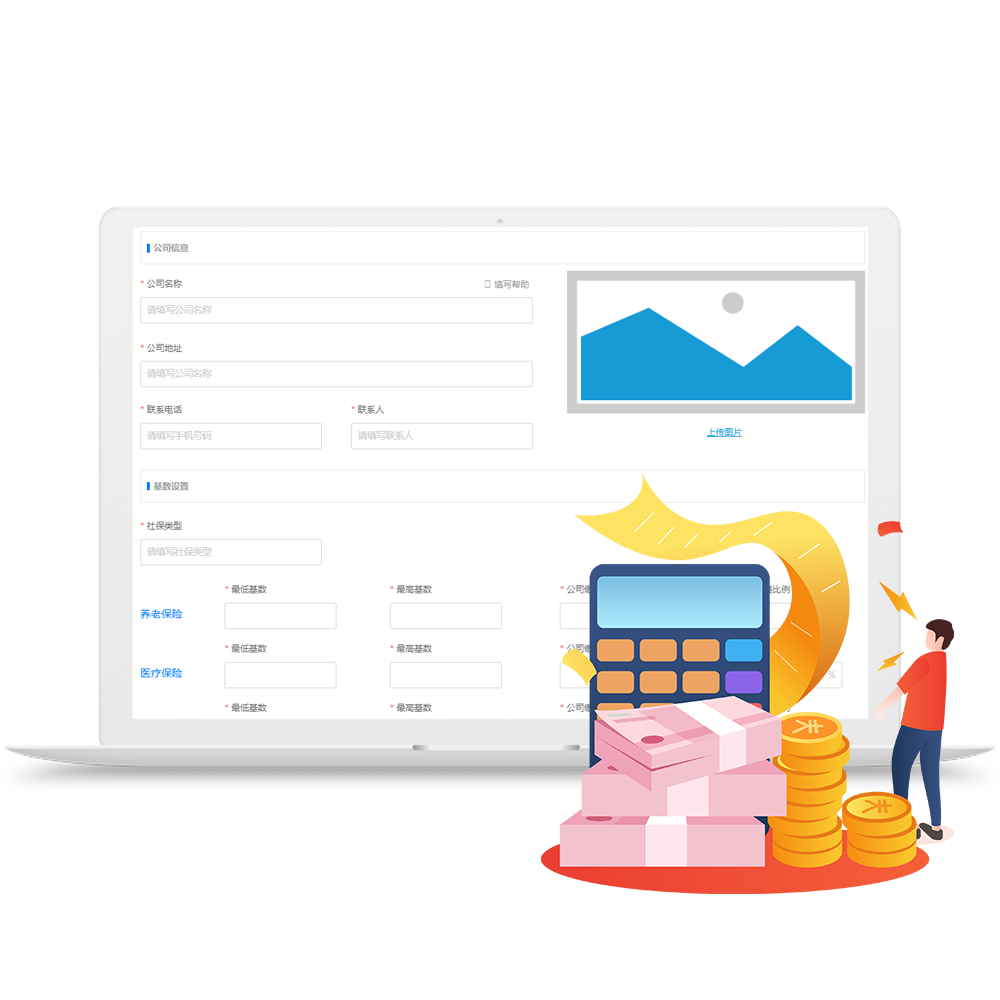 公司信息
* 公司名称
填写帮助
请填写公司名称
* 公司地址
请填写公司名称
* 联系电话
* 联系人
请填写手机号码
请填写联系人
上传图片
基数设置
* 社保类型
请填写社保类型
* 最低基数
* 最高基数
* 公司缴
比例
养老保险
* 最低基数
* 最高基数
* 公司缴
医疗保险
%
* 最低基数
* 最高基数
* 公司缴